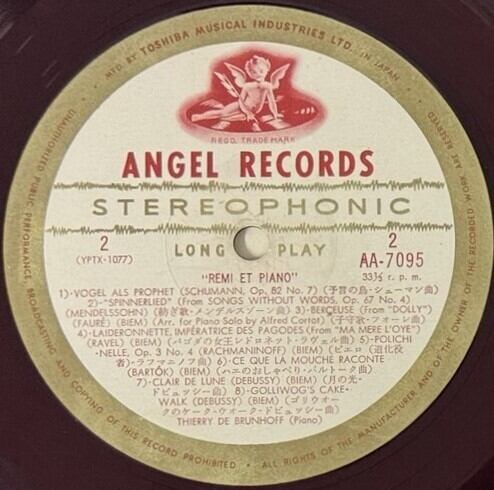 MFD. BY TOSHIBA MUSICAL INDUSTRIES LTD. IN JAPAN.
ALL RIGHTS OF THE MANUFACTURER AND OF THE OWNER OF THE RECORDED WORK ARE RESERVED
UNAUTHORIZED PUBLIC PERFORMANCE, BROADCASTING AND COPYING OF THIS RECORD PROHIBITED
REGD. TRADE MARK
ANGEL RECORDS
STEREOPHONIC
2
(YPTX-1077)
LONG PLAY
2
AA-7095
33⅓ r. p. m.
"REMI ET PIANO"
1)-VOGEL ALS PROPHET (SCHUMANN, Op. 82 No. 7) (予言の鳥・シューマン曲)
2)-"SPINNERLIED" (From SONGS WITHOUT WORDS, Op. 67 No. 4)
(MENDELSSOHN) (紡ぎ歌・メンデルスゾーン曲) 3)-BERCEUSE (From "DOLLY")
(FAURÉ) (BIEM) (Arr. for Piano Solo by Alfred Cortot) (子守歌・フォーレ曲)
4)-LAIDERONNETTE, IMPÉRATRICE DES PAGODES (From "MA MERE L'OYE")
(RAVEL) (BIEM) (パゴダの女王レドロネット・ラヴェル曲) 5)-POLICHI-
NELLE, Op. 3 No. 4 (RACHMANINOFF) (BIEM) (ピエロ (道化役
者)・ラフマニノフ曲) 6)-CE QUE LA MOUCHE RACONTE
(BARTÓK) (BIEM) (ハエのおしゃべり・バルトーク曲)
7)-CLAIR DE LUNE (DEBUSSY) (BIEM) (月の光・
ドビュッシー曲) 8)-GOLLIWOG'S CAKE-
WALK (DEBUSSY) (BIEM) (ゴリウオー
グのケーク・ウオーク・ドビュッシー曲)
THIERRY DE BRUNHOFF (Piano)